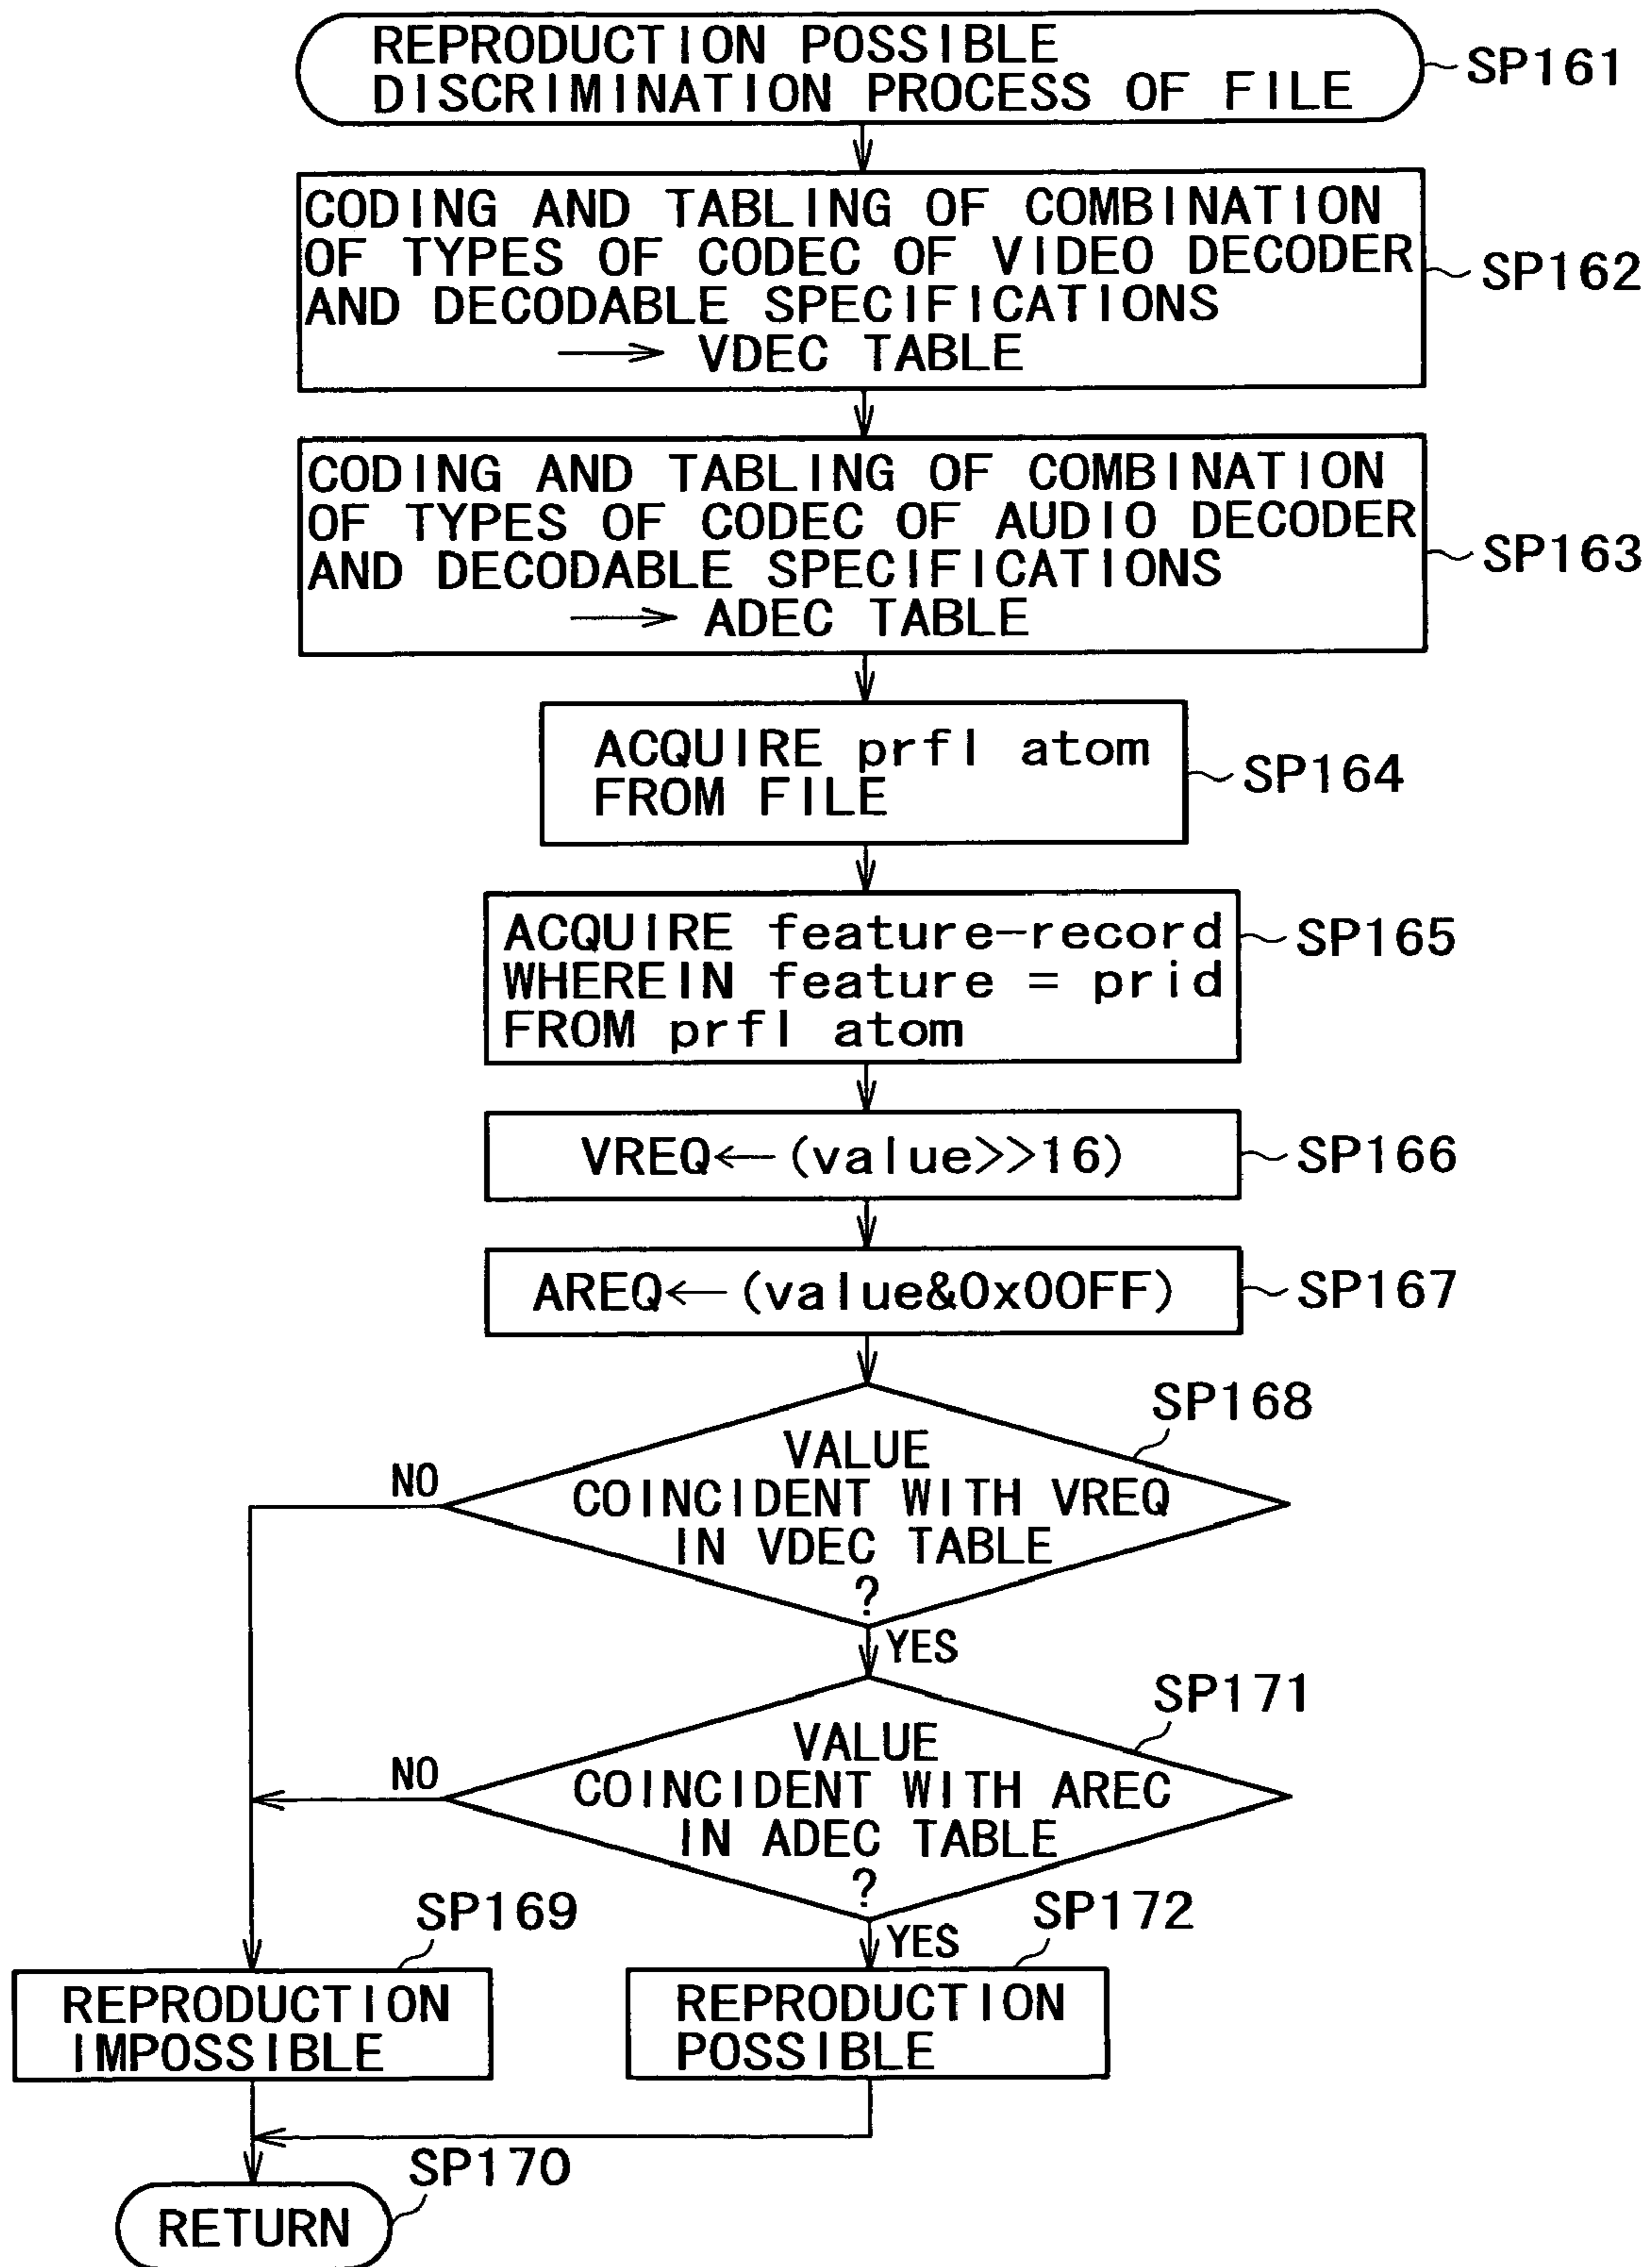 REPRODUCTION POSSIBLE
DISCRIMINATION PROCESS OF FILE
SP161
CODING AND TABLING OF COMBINATION
OF TYPES OF CODEC OF VIDEO DECODER
AND DECODABLE SPECIFICATIONS
→ VDEC TABLE
SP162
CODING AND TABLING OF COMBINATION
OF TYPES OF CODEC OF AUDIO DECODER
AND DECODABLE SPECIFICATIONS
→ ADEC TABLE
SP163
ACQUIRE prfl atom
FROM FILE
SP164
ACQUIRE feature-record
WHEREIN feature = prid
FROM prfl atom
SP165
VREQ←(value>>16)
SP166
AREQ←(value&0x00FF)
SP167
SP168
VALUE
COINCIDENT WITH VREQ
IN VDEC TABLE
?
NO
YES
SP171
VALUE
COINCIDENT WITH AREC
IN ADEC TABLE
?
NO
YES
SP169
REPRODUCTION
IMPOSSIBLE
SP172
REPRODUCTION
POSSIBLE
SP170
RETURN